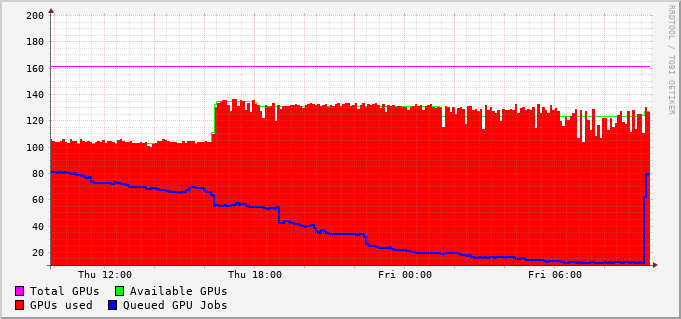 200
180
160
140
120
100
80
60
40
20
Thu 12:00 Thu 18:00 Fri 00:00 Fri 06:00
Total GPUs Available GPUs
GPUs used Queued GPU Jobs
RRDTOOL / TOBI OETIKER